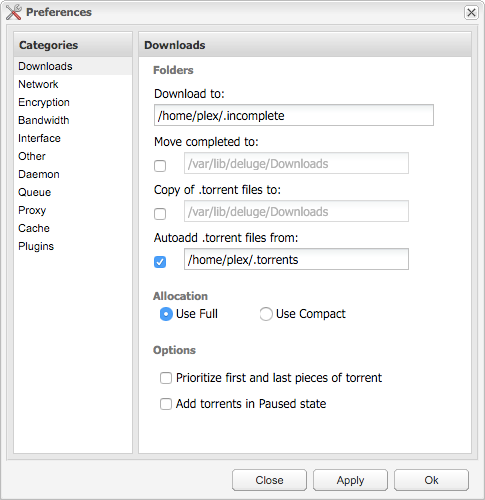 Preferences
Categories
Downloads
Network
Encryption
Bandwidth
Interface
Other
Daemon
Queue
Proxy
Cache
Plugins
Downloads
Folders
Download to:
/home/plex/.incomplete
Move completed to:
/var/lib/deluge/Downloads
Copy of .torrent files to:
/var/lib/deluge/Downloads
Autoadd .torrent files from:
/home/plex/.torrents
Allocation
Use Full Use Compact
Options
Prioritize first and last pieces of torrent
Add torrents in Paused state
Close Apply Ok